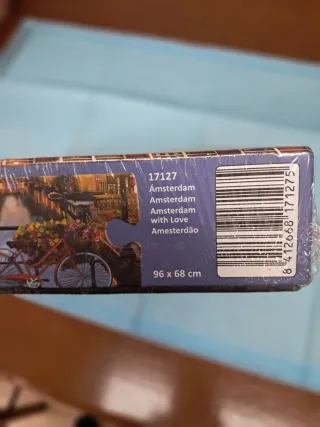 17127
Ámsterdam
Amsterdam
Amsterdam
with Love
Amesterdão
96 x 68 cm
8 412668 171275